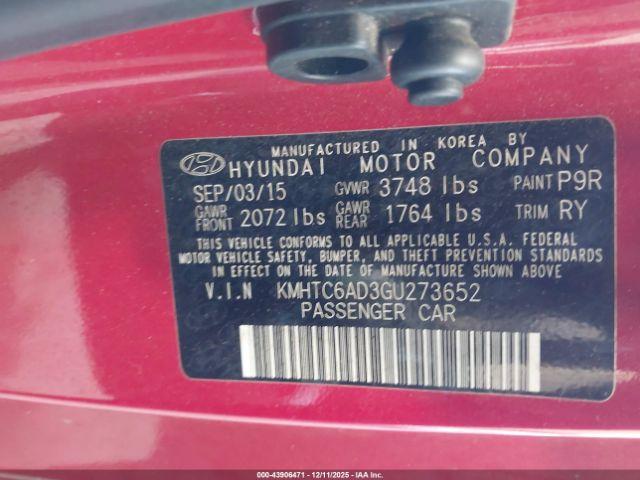 MANUFACTURED IN KOREA BY
HYUNDAI MOTOR COMPANY
SEP/03/15 GVWR 3748 lbs PAINT P9R
GAWR FRONT 2072 lbs GAWR REAR 1764 lbs TRIM RY
THIS VEHICLE CONFORMS TO ALL APPLICABLE U.S.A. FEDERAL
MOTOR VEHICLE SAFETY, BUMPER, AND THEFT PREVENTION STANDARDS
IN EFFECT ON THE DATE OF MANUFACTURE SHOWN ABOVE.
V.I.N KMHTC6AD3GU273652
PASSENGER CAR
000-43906471 - 12/11/2025 - IAAI.CA